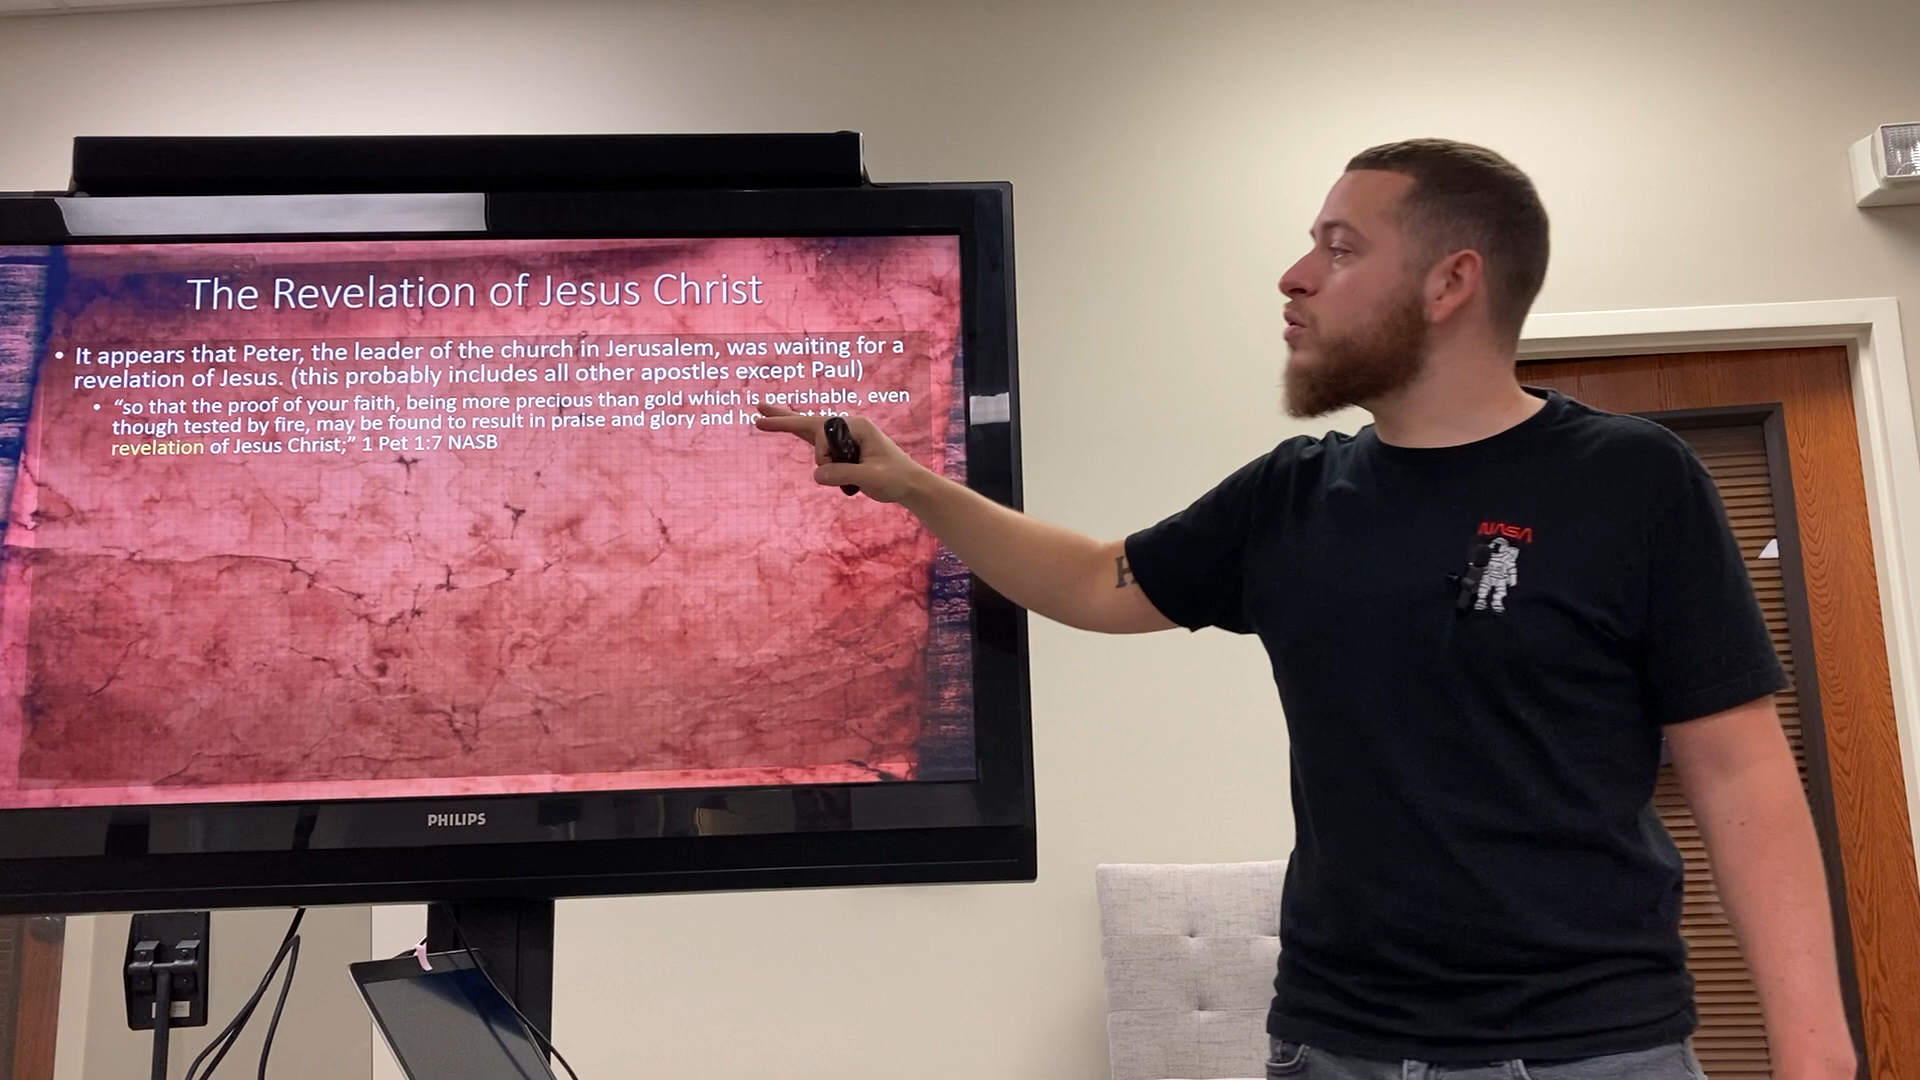 The Revelation of Jesus Christ
• It appears that Peter, the leader of the church in Jerusalem, was waiting for a
revelation of Jesus. (this probably includes all other apostles except Paul)
• “so that the proof of your faith, being more precious than gold which is perishable, even
though tested by fire, may be found to result in praise and glory and at the
revelation of Jesus Christ;” 1 Pet 1:7 NASB
PHILIPS
NASA
H